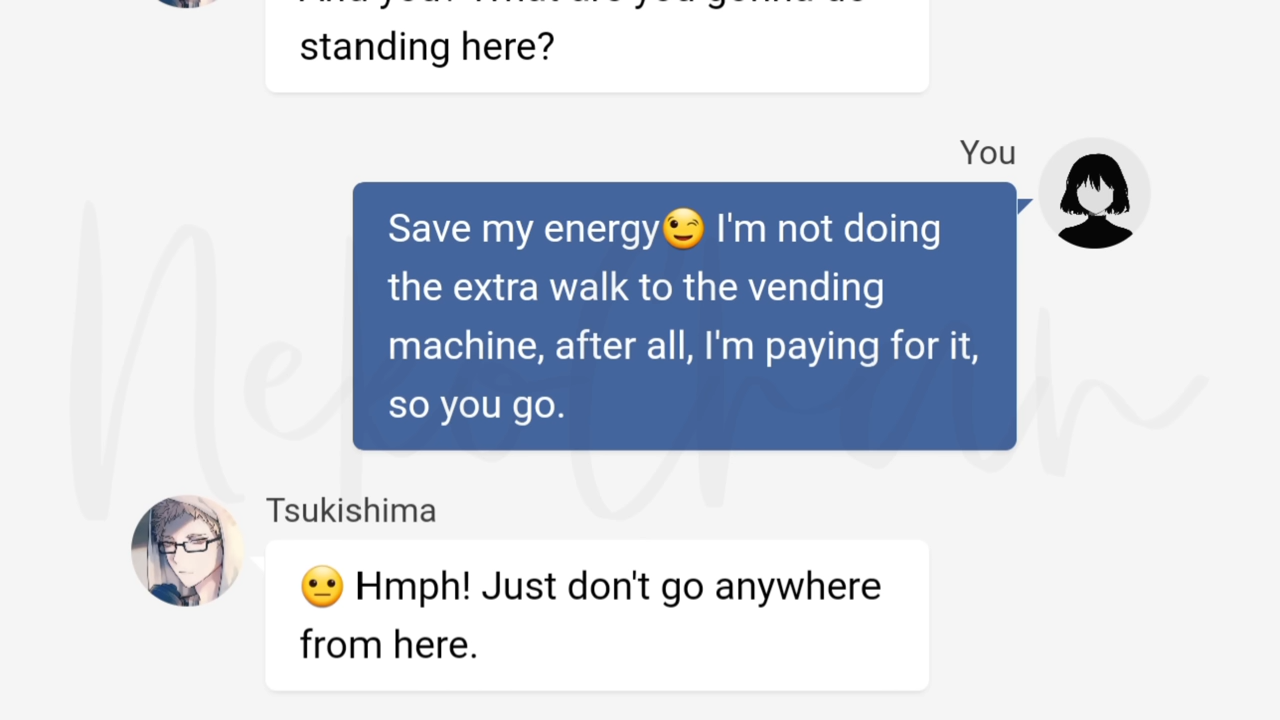 standing here?
You
Save my energy😉 I'm not doing
the extra walk to the vending
machine, after all, I'm paying for it,
so you go.
Tsukishima
😐 Hmph! Just don't go anywhere
from here.